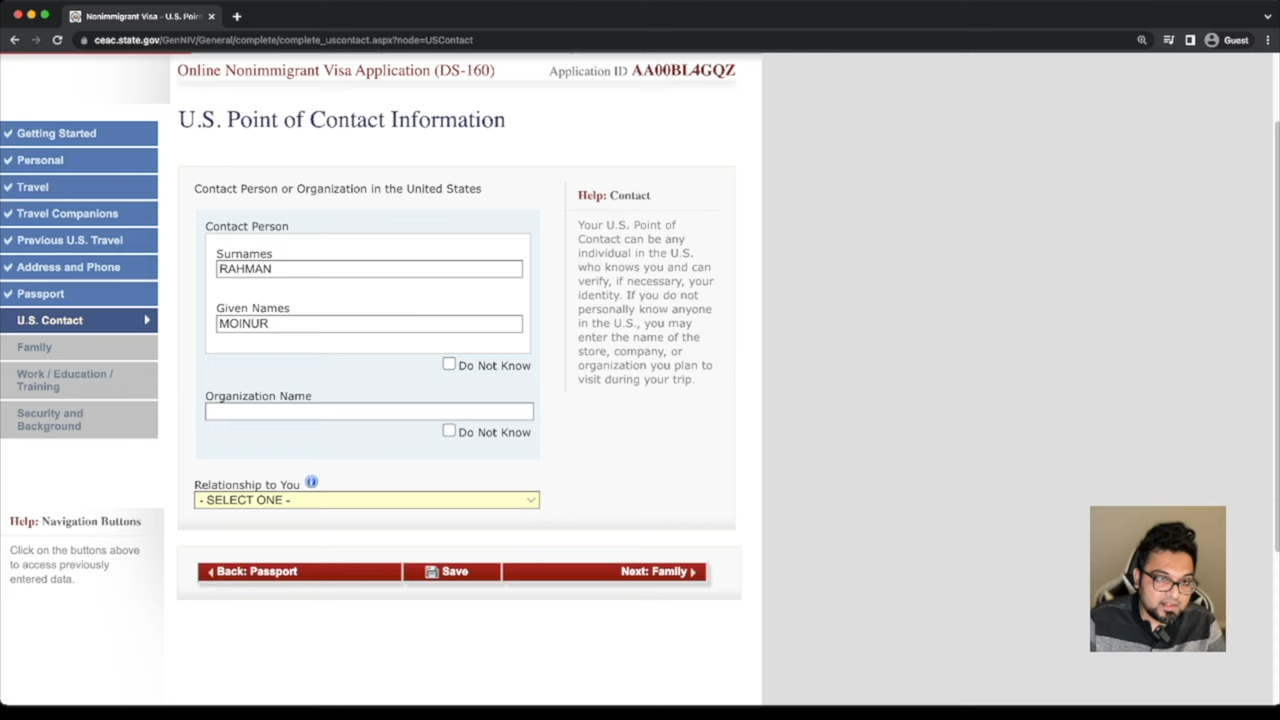 Nonimmigrant Visa - U.S. Poin
ceac.state.gov/GenNIV/General/complete/complete_uscontact.aspx?node=USContact
Guest
Online Nonimmigrant Visa Application (DS-160)
Application ID AA00BL4GQZ
U.S. Point of Contact Information
Getting Started
Personal
Travel
Travel Companions
Previous U.S. Travel
Address and Phone
Passport
U.S. Contact
Family
Work / Education /
Training
Security and
Background
Help: Navigation Buttons
Click on the buttons above
to access previously
entered data.
Contact Person or Organization in the United States
Contact Person
Surnames
RAHMAN
Given Names
MOINUR
Do Not Know
Organization Name
Do Not Know
Relationship to You
- SELECT ONE -
Help: Contact
Your U.S. Point of
Contact can be any
individual in the U.S.
who knows you and can
verify, if necessary, your
identity. If you do not
personally know anyone
in the U.S., you may
enter the name of the
store, company, or
organization you plan to
visit during your trip.
Back: Passport
Save
Next: Family